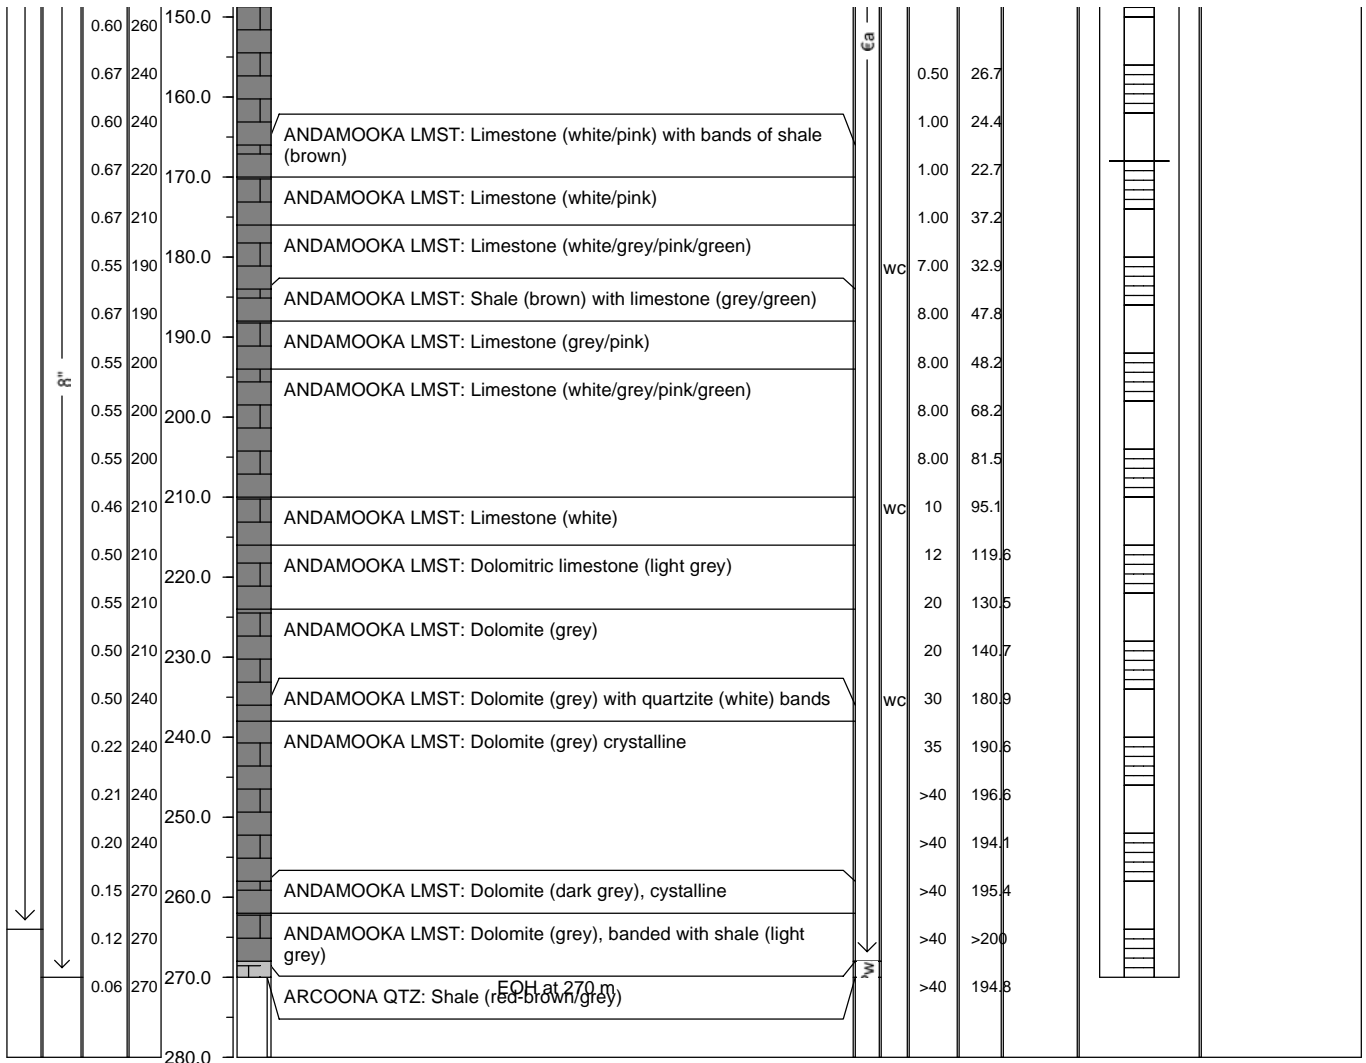 150.0
0.60 260
Єa
0.67 240 0.50 26.7
160.0
0.60 240 1.00 24.4
ANDAMOOKA LMST: Limestone (white/pink) with bands of shale
(brown)
0.67 220 1.00 22.7
170.0
ANDAMOOKA LMST: Limestone (white/pink)
0.67 210 1.00 37.2
ANDAMOOKA LMST: Limestone (white/grey/pink/green)
180.0
0.55 190 wc 7.00 32.9
ANDAMOOKA LMST: Shale (brown) with limestone (grey/green)
0.67 190 8.00 47.8
190.0
ANDAMOOKA LMST: Limestone (grey/pink)
0.55 200 8.00 48.2
8"
ANDAMOOKA LMST: Limestone (white/grey/pink/green)
0.55 200 8.00 68.2
200.0
0.55 200 8.00 81.5
210.0
0.46 210 wc 10 95.1
ANDAMOOKA LMST: Limestone (white)
0.50 210 12 119.6
ANDAMOOKA LMST: Dolomitric limestone (light grey)
220.0
0.55 210 20 130.5
ANDAMOOKA LMST: Dolomite (grey)
0.50 210 20 140.7
230.0
0.50 240 ANDAMOOKA LMST: Dolomite (grey) with quartzite (white) bands wc 30 180.9
240.0
ANDAMOOKA LMST: Dolomite (grey) crystalline
0.22 240 35 190.6
0.21 240 >40 196.6
250.0
0.20 240 >40 194.1
0.15 270 ANDAMOOKA LMST: Dolomite (dark grey), cystalline >40 195.4
260.0
ANDAMOOKA LMST: Dolomite (grey), banded with shale (light
grey)
0.12 270 >40 >200
270.0
EOH at 270 m
0.06 270 >40 194.8
ARCOONA QTZ: Shale (red-brown/grey)
280.0